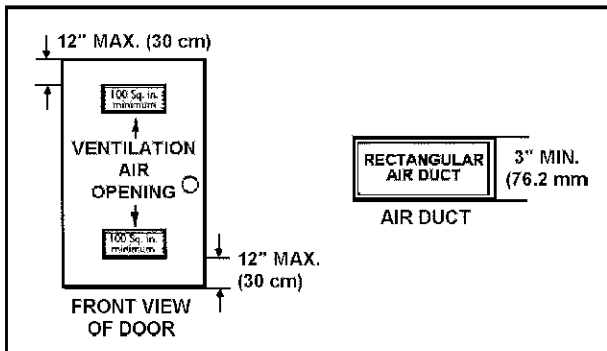 12" MAX. (30 cm)
100 Sq. in.
minimum
VENTILATION
AIR
OPENING
100 Sq. in.
minimum
12" MAX.
(30 cm)
FRONT VIEW
OF DOOR
RECTANGULAR
AIR DUCT
3" MIN.
(76.2 mm
AIR DUCT